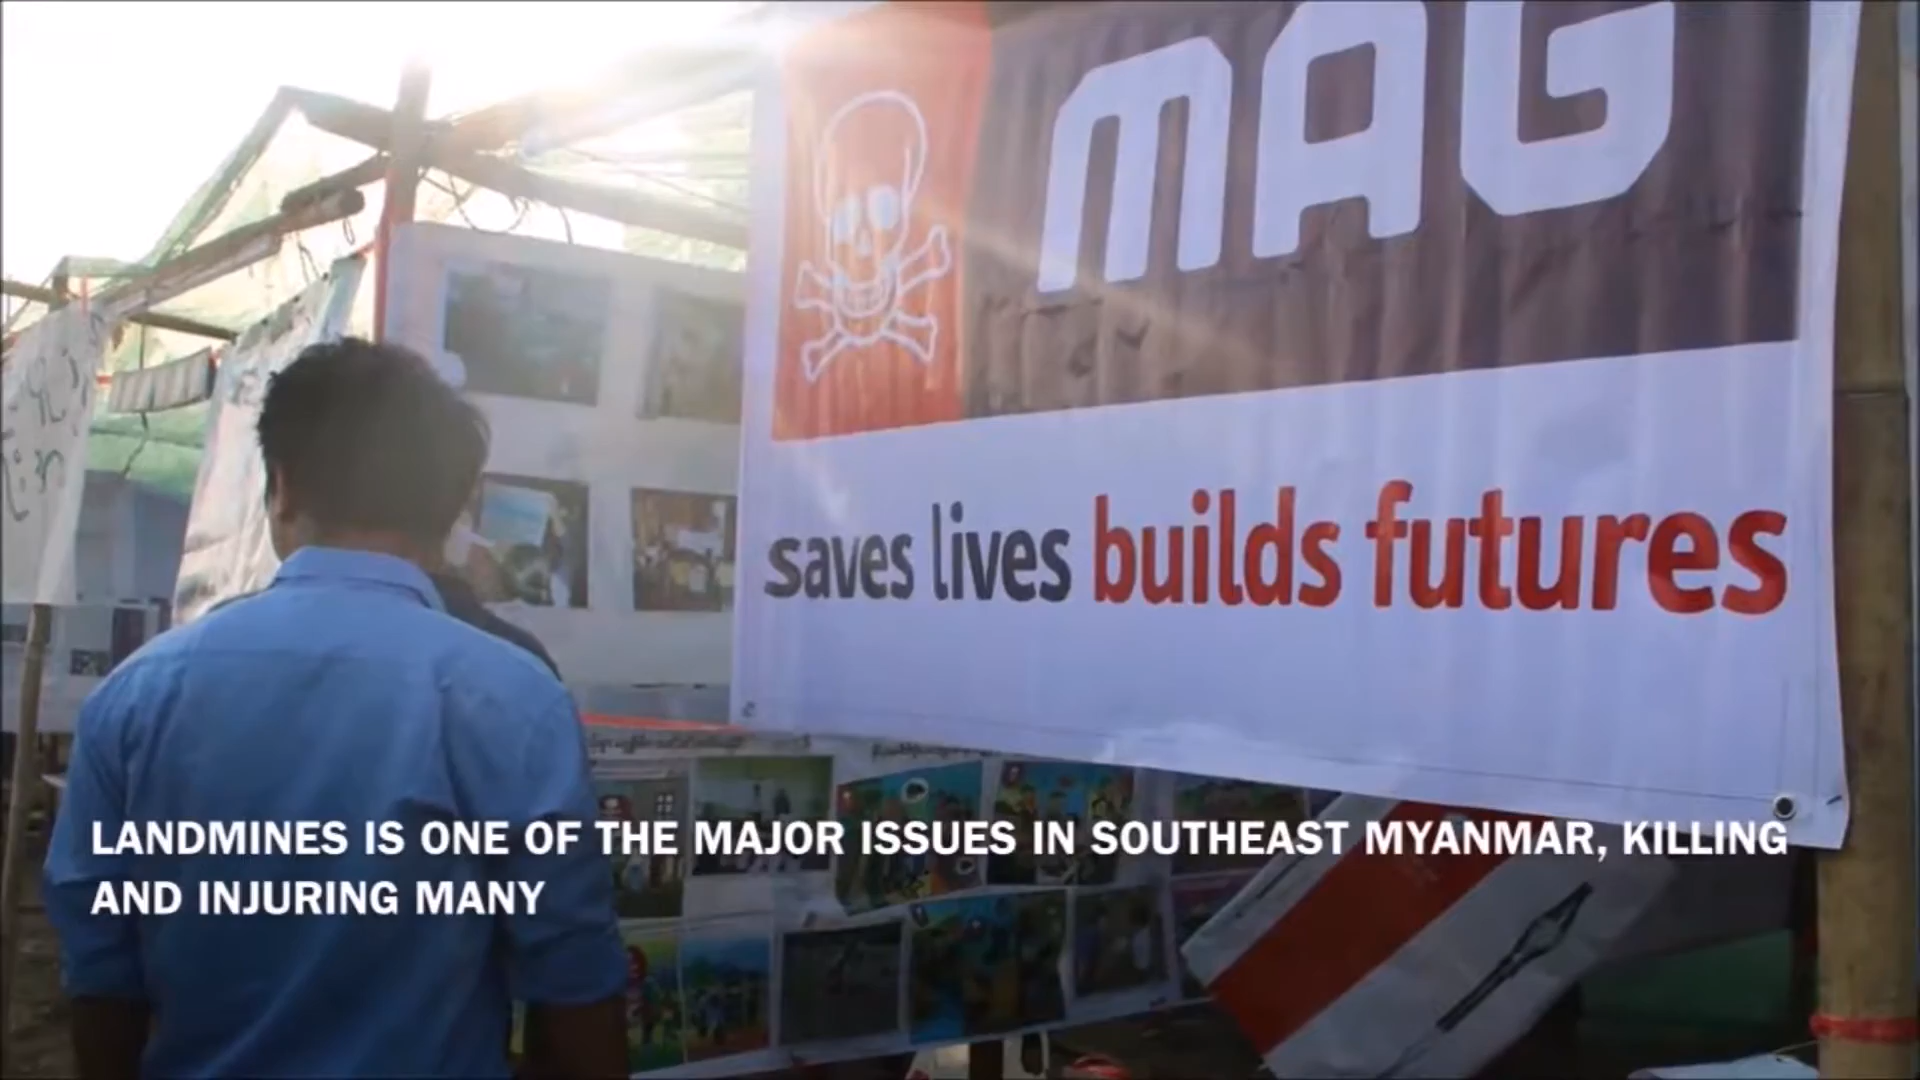 MAG
saves lives builds futures
LANDMINES IS ONE OF THE MAJOR ISSUES IN SOUTHEAST MYANMAR, KILLING
AND INJURING MANY